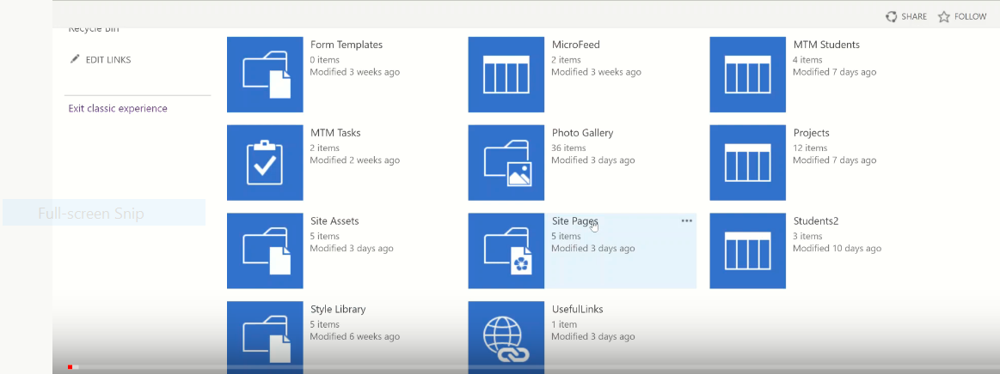 SHARE
FOLLOW
Recycle Bin
EDIT LINKS
Exit classic experience
Form Templates
0 items
Modified 3 weeks ago
MicroFeed
2 items
Modified 3 weeks ago
MTM Students
4 items
Modified 7 days ago
MTM Tasks
2 items
Modified 2 weeks ago
Photo Gallery
36 items
Modified 3 days ago
Projects
12 items
Modified 7 days ago
Full-screen Snip
Site Assets
5 items
Modified 3 days ago
Site Pages
5 items
Modified 3 days ago
Students2
3 items
Modified 10 days ago
Style Library
5 items
Modified 6 weeks ago
UsefulLinks
1 item
Modified 3 days ago